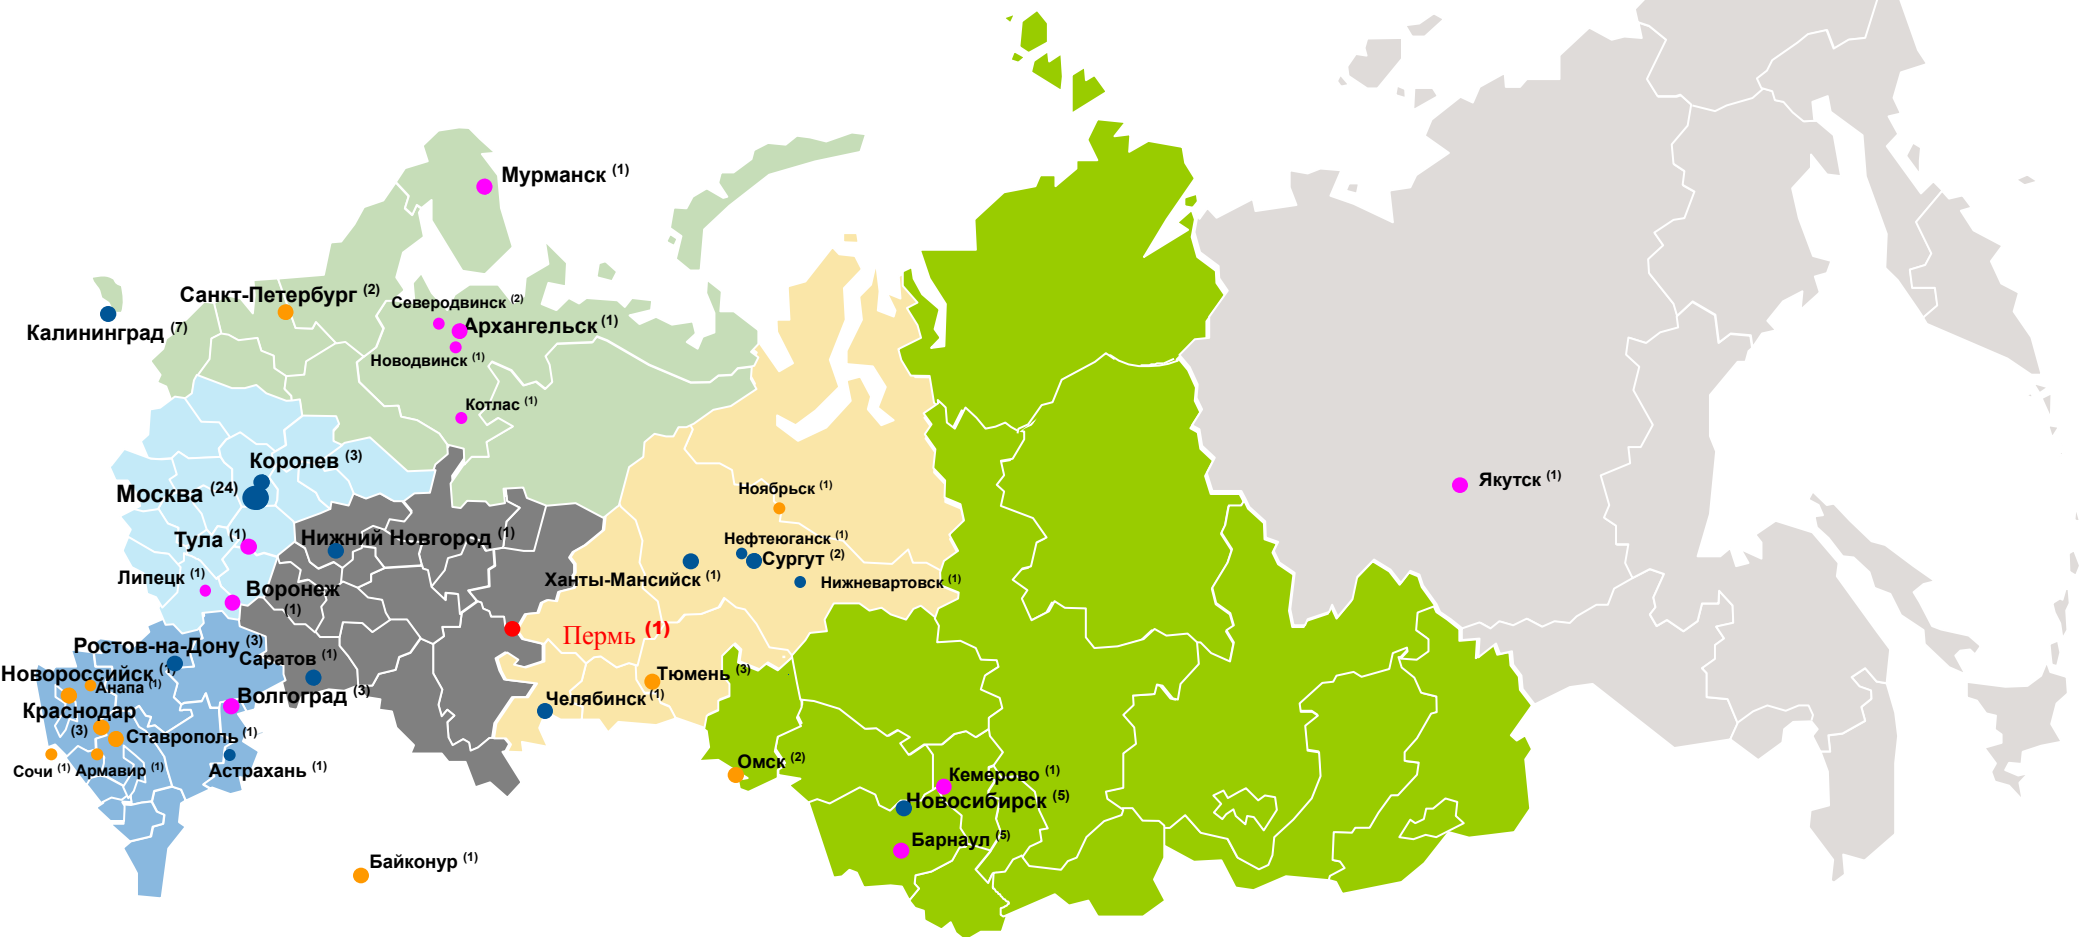 Мурманск (1)
Санкт-Петербург (2)
Северодвинск (2)
Архангельск (1)
Калининград (7)
Новодвинск (1)
Котлас (1)
Королев (3)
Москва (24)
Ноябрьск (1)
Якутск (1)
Тула (1)
Нижний Новгород (1)
Нефтеюганск (1)
Сургут (2)
Липецк (1)
Ханты-Мансийск (1)
Нижневартовск (1)
Воронеж
(1)
Пермь (1)
Ростов-на-Дону (3)
Саратов (1)
Новороссийск (1)
Анапа (1)
Тюмень (3)
Волгоград (3)
Челябинск (1)
Краснодар
(3)
Ставрополь (1)
Сочи (1)
Армавир (1)
Астрахань (1)
Омск (2)
Кемерово (1)
Новосибирск (5)
Барнаул (5)
Байконур (1)